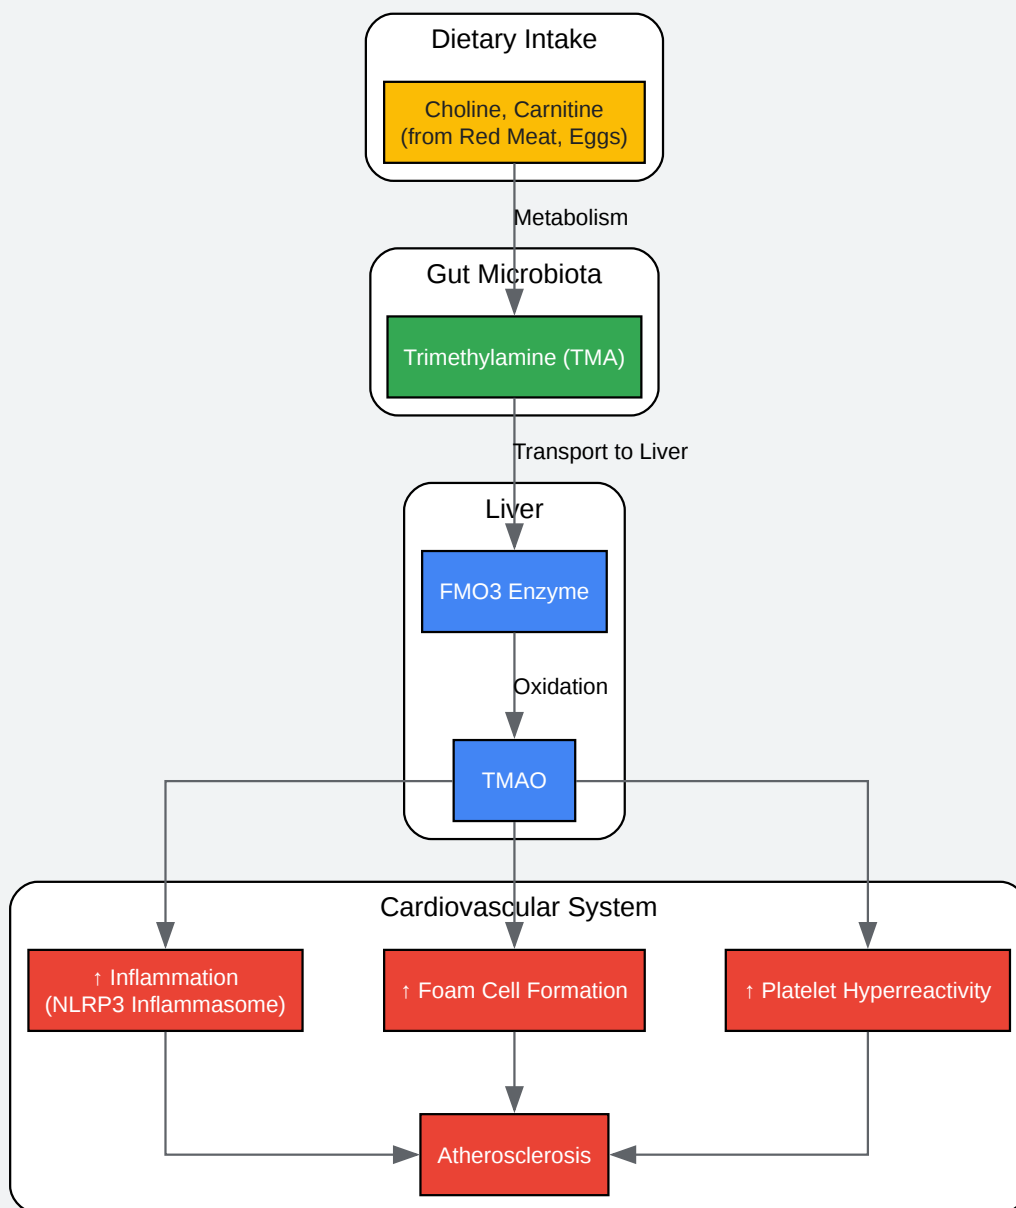 Dietary Intake
Choline, Carnitine
(from Red Meat, Eggs)
Metabolism
Gut Microbiota
Trimethylamine (TMA)
Transport to Liver
Liver
FMO3 Enzyme
Oxidation
TMAO
Cardiovascular System
↑ Inflammation
(NLRP3 Inflammasome)
↑ Foam Cell Formation
↑ Platelet Hyperreactivity
Atherosclerosis